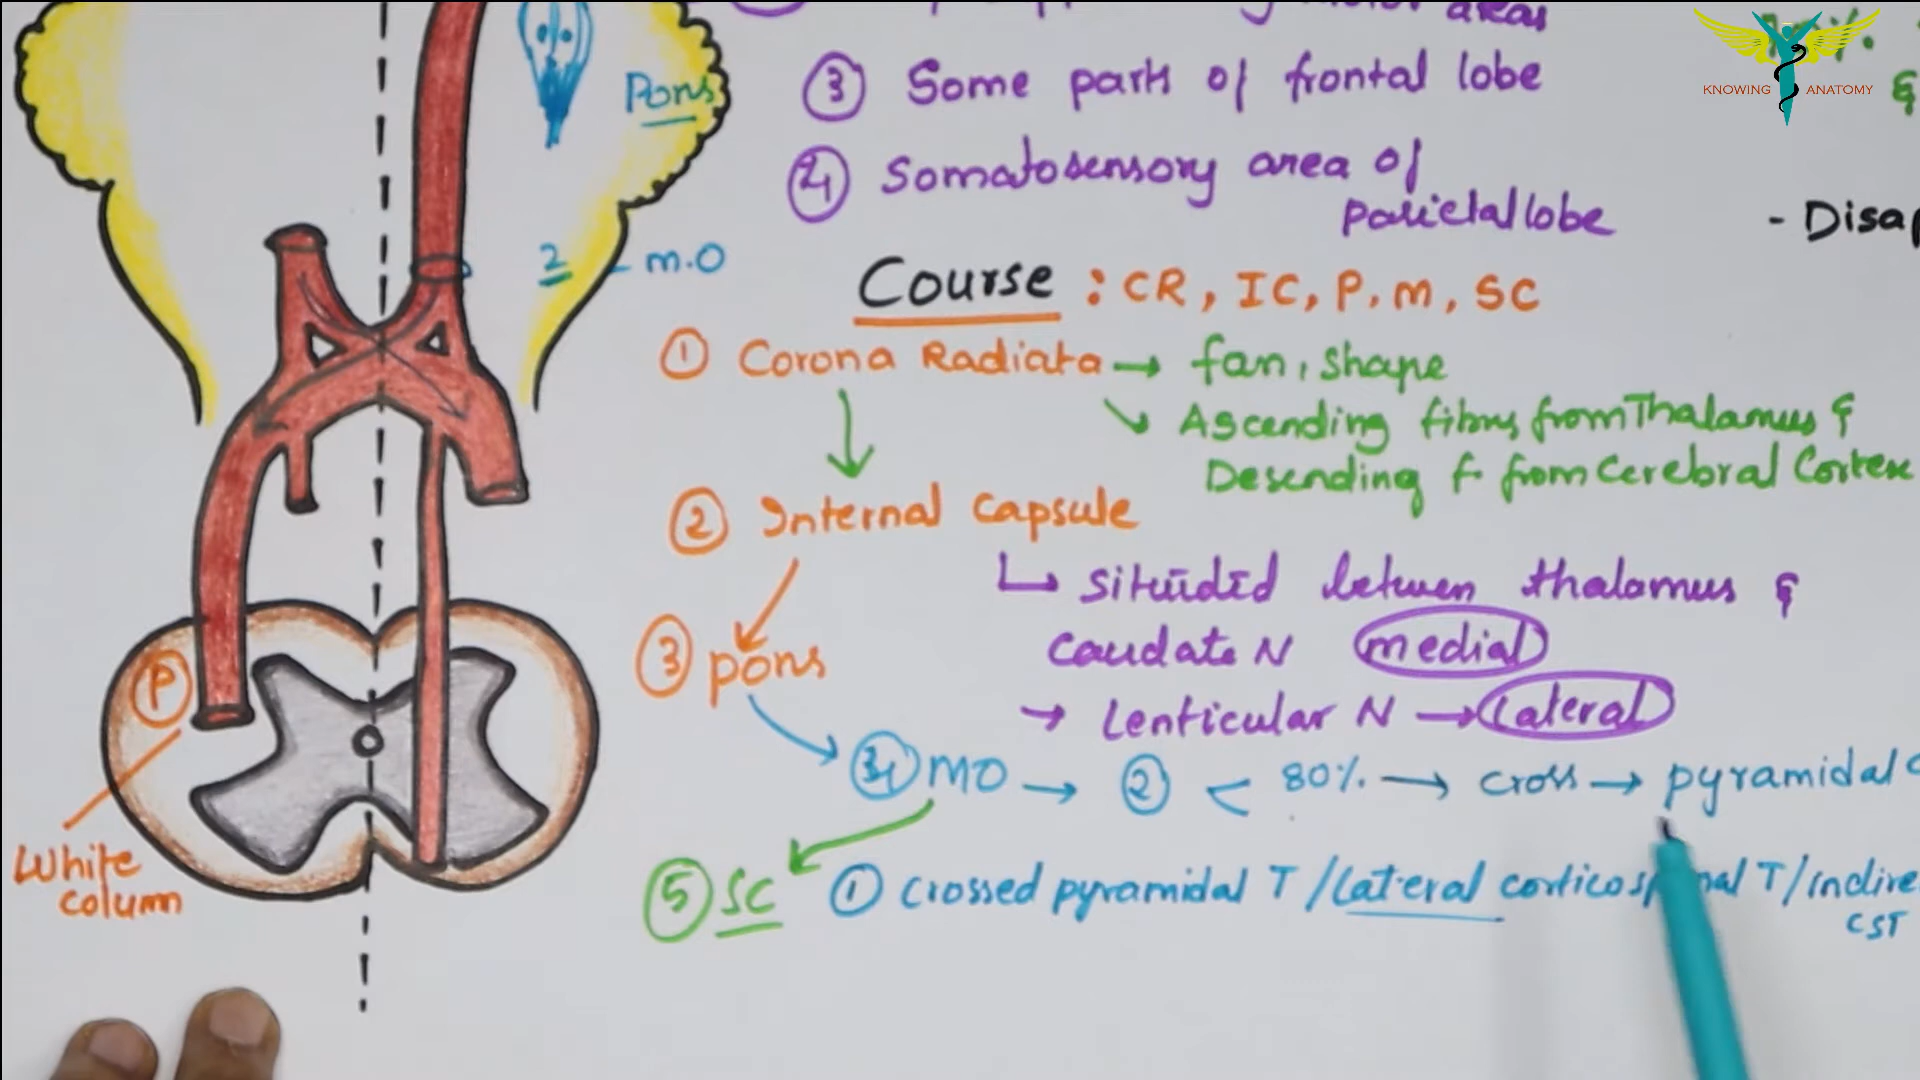 areas
③ Some parts of frontal lobe
④ Somatosensory area of
parietal lobe
Course : CR, IC, P, M, SC
① Corona Radiata → fan, shape
Ascending fibres from Thalamus &
Desending f from Cerebral Cortex
② Internal Capsule
situided between thalamus &
Caudate N medial
→ Lenticular N → Lateral
③ pons
④ MO → ② < 80% → cross → pyramidal
⑤ SC ① Crossed pyramidal T / Lateral corticospinal T /
CST
Pons
2 - M.O
P
White
column
KNOWING ANATOMY
&